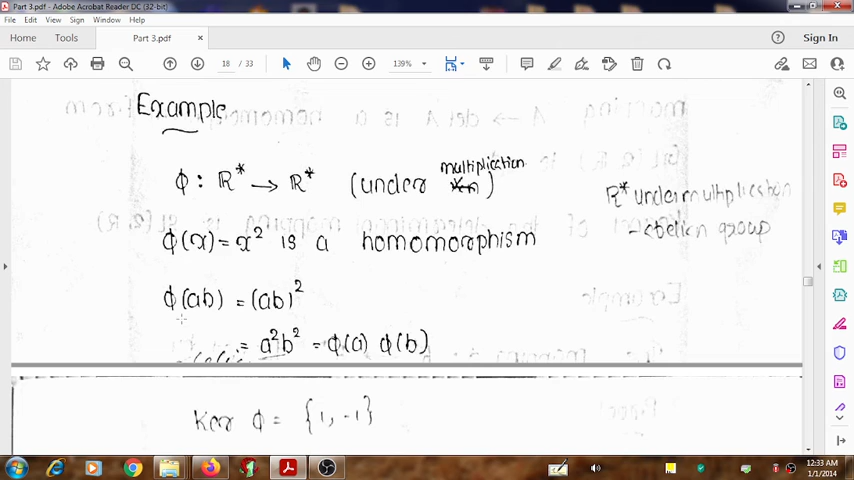 Part 3.pdf - Adobe Acrobat Reader DC (32-bit)
File Edit View Sign Window Help
Home Tools Part 3.pdf × Sign In
18 / 33 139%
Example
φ : R* → R* (under multiplication)
R* under multiplication
- abelian group
φ(x) = x² is a homomorphism
φ(ab) = (ab)²
= a²b² = φ(a) φ(b)
Ker φ = {1, -1}
12:33 AM
1/1/2014